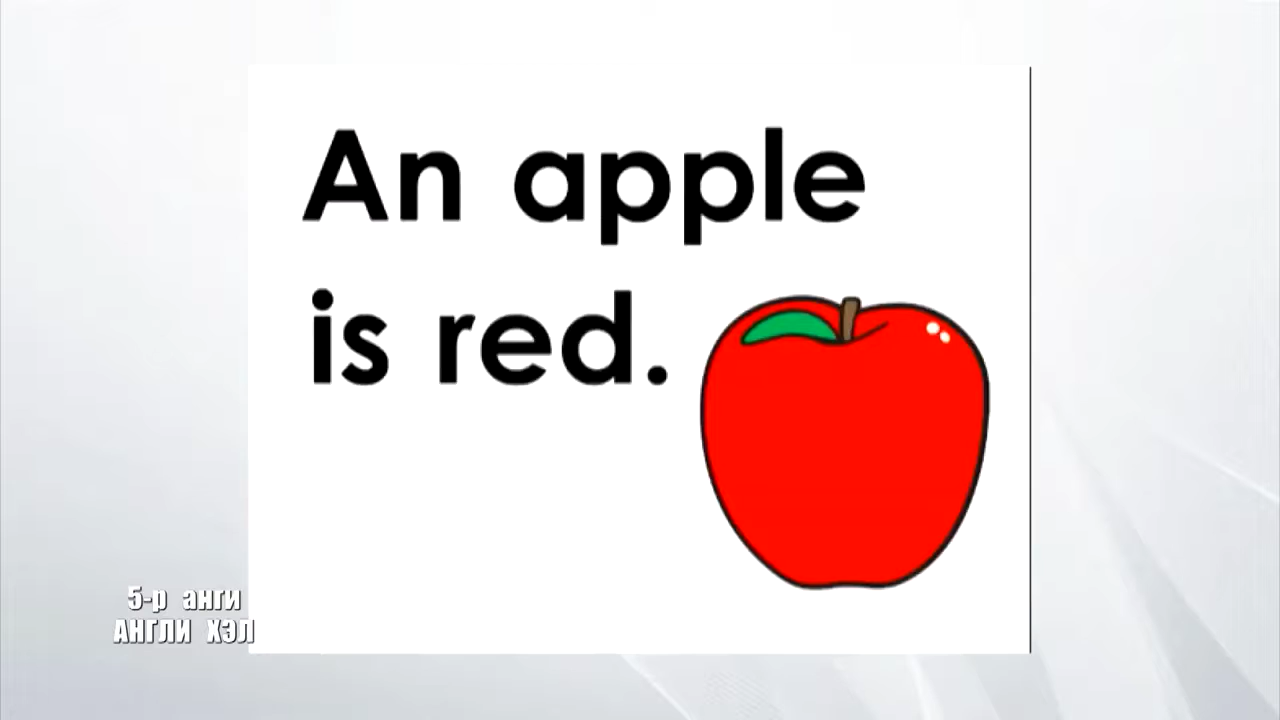 An apple
is red.
5-р анги
АНГЛИ ХЭЛ